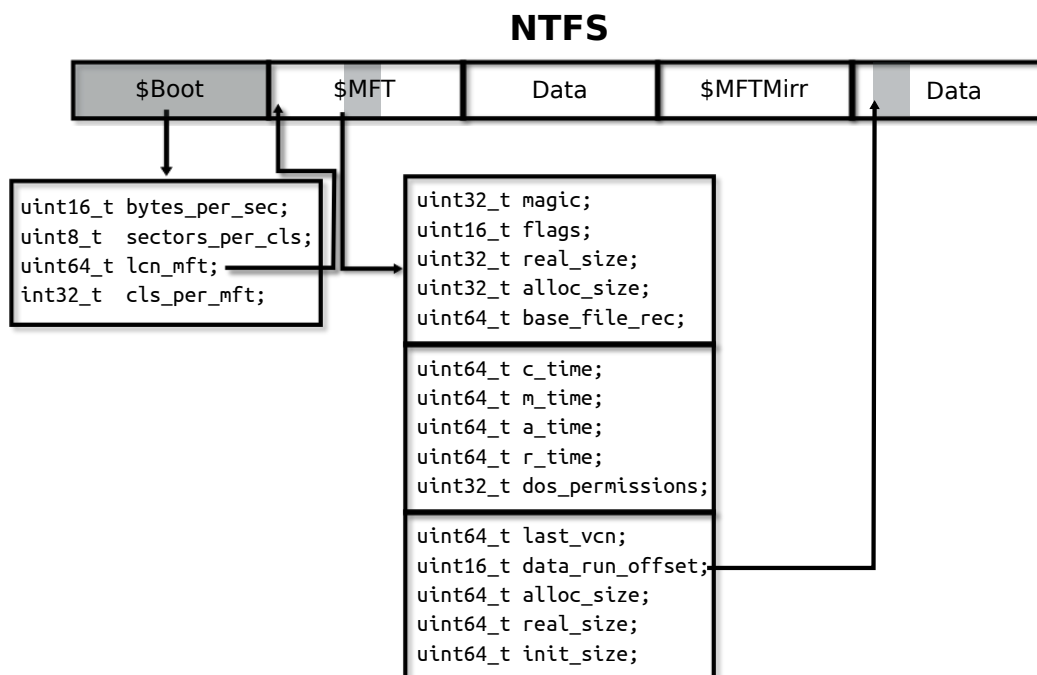 NTFS
$Boot
$MFT
Data
$MFTMirr
Data
uint16_t bytes_per_sec;
uint8_t  sectors_per_cls;
uint64_t lcn_mft;
int32_t  cls_per_mft;
uint32_t magic;
uint16_t flags;
uint32_t real_size;
uint32_t alloc_size;
uint64_t base_file_rec;
uint64_t c_time;
uint64_t m_time;
uint64_t a_time;
uint64_t r_time;
uint32_t dos_permissions;
uint64_t last_vcn;
uint16_t data_run_offset;
uint64_t alloc_size;
uint64_t real_size;
uint64_t init_size;